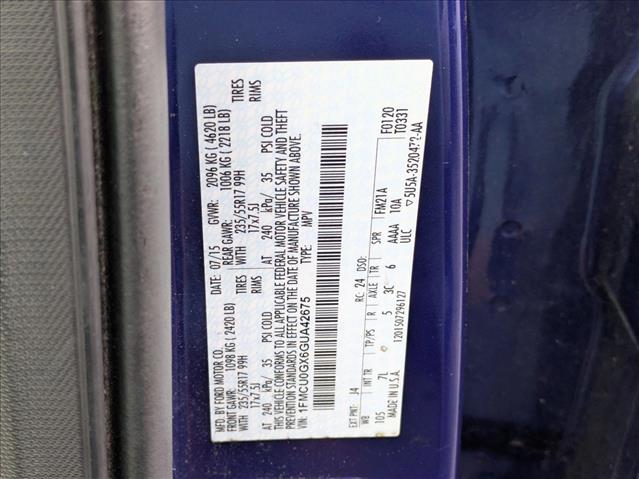 MFD. BY FORD MOTOR CO.
DATE: 07/15 GVWR: 2096 KG ( 4620 LB)
FRONT GAWR: 1098 KG (2420 LB) REAR GAWR: 1006 KG ( 2218 LB)
WITH 235/55R17 99H TIRES WITH 235/55R17 99H TIRES
17x7.5J RIMS 17x7.5J RIMS
AT 240 kPa/ 35 PSI COLD AT 240 kPa/ 35 PSI COLD
THIS VEHICLE CONFORMS TO ALL APPLICABLE FEDERAL MOTOR VEHICLE SAFETY AND THEFT
PREVENTION STANDARDS IN EFFECT ON THE DATE OF MANUFACTURE SHOWN ABOVE.
VIN: 1FMCU0GX6GUA42675 TYPE: MPV
F0120
T0331
EXT PNT: J4 RC: 24 DSO: FM21A
WB INT TR TP/PS R AXLE TR SPR
105 7L 5 3C 6 AAAA 10A
MADE IN U.S.A. ULC
1201507296127 ▽5U5A-3520472-AA